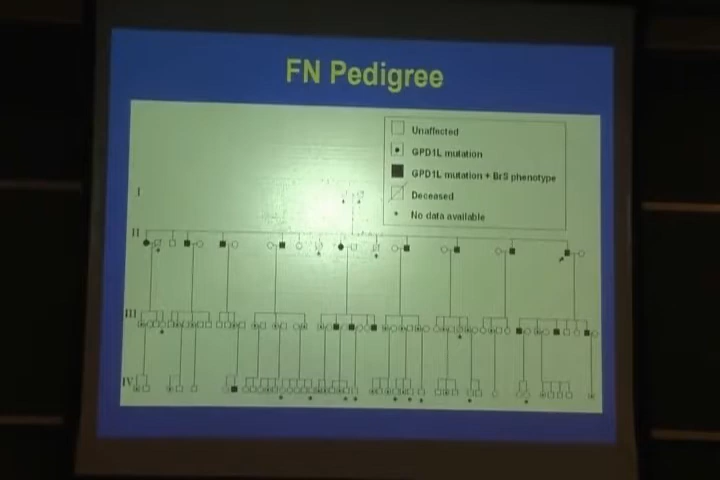 FN Pedigree
Unaffected
GPD1L mutation
GPD1L mutation + BrS phenotype
Deceased
* No data available
I
II
III
IV